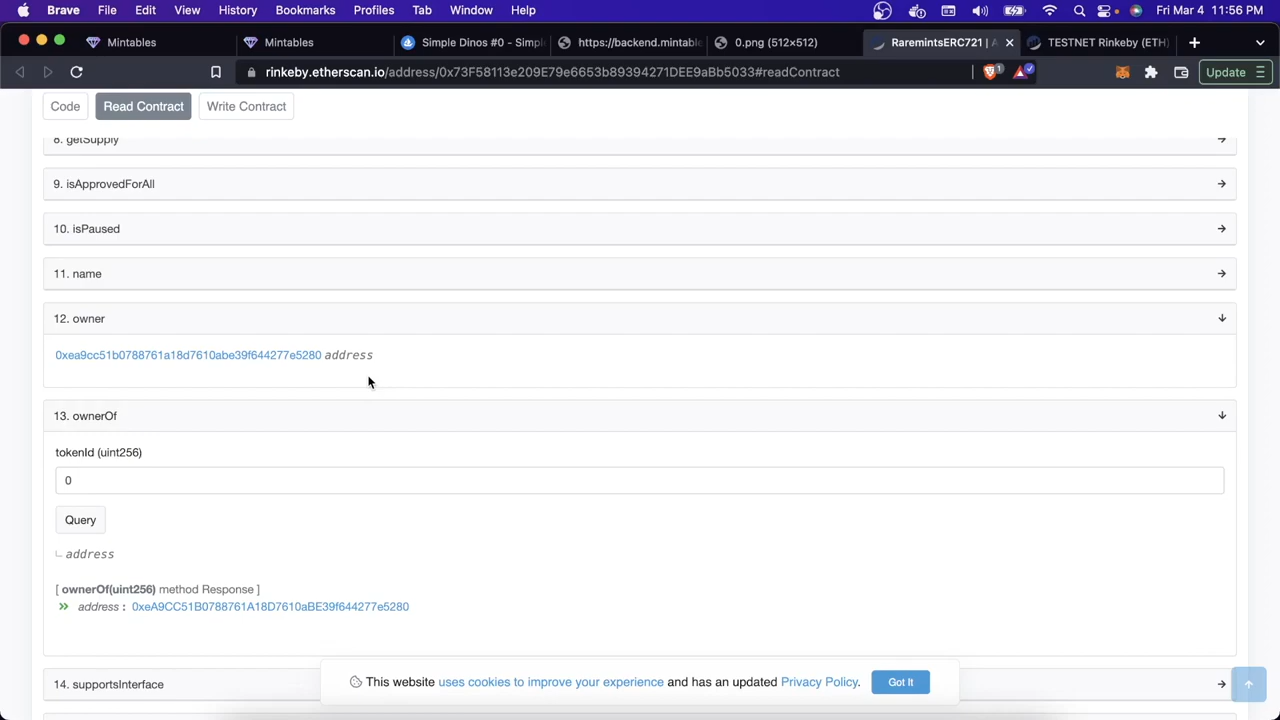 Brave File Edit View History Bookmarks Profiles Tab Window Help Fri Mar 4 11:56 PM
Mintables Mintables Simple Dinos #0 - Simpl https://backend.mintable 0.png (512×512) RaremintsERC721 | A TESTNET Rinkeby (ETH)
rinkeby.etherscan.io/address/0x73F58113e209E79e6653b89394271DEE9aBb5033#readContract 1 Update
Code Read Contract Write Contract
8. getSupply
9. isApprovedForAll
10. isPaused
11. name
12. owner
0xea9cc51b0788761a18d7610abe39f644277e5280 address
13. ownerOf
tokenId (uint256)
0
Query
address
[ ownerOf(uint256) method Response ]
address : 0xeA9CC51B0788761A18D7610aBE39f644277e5280
This website uses cookies to improve your experience and has an updated Privacy Policy. Got It
14. supportsInterface